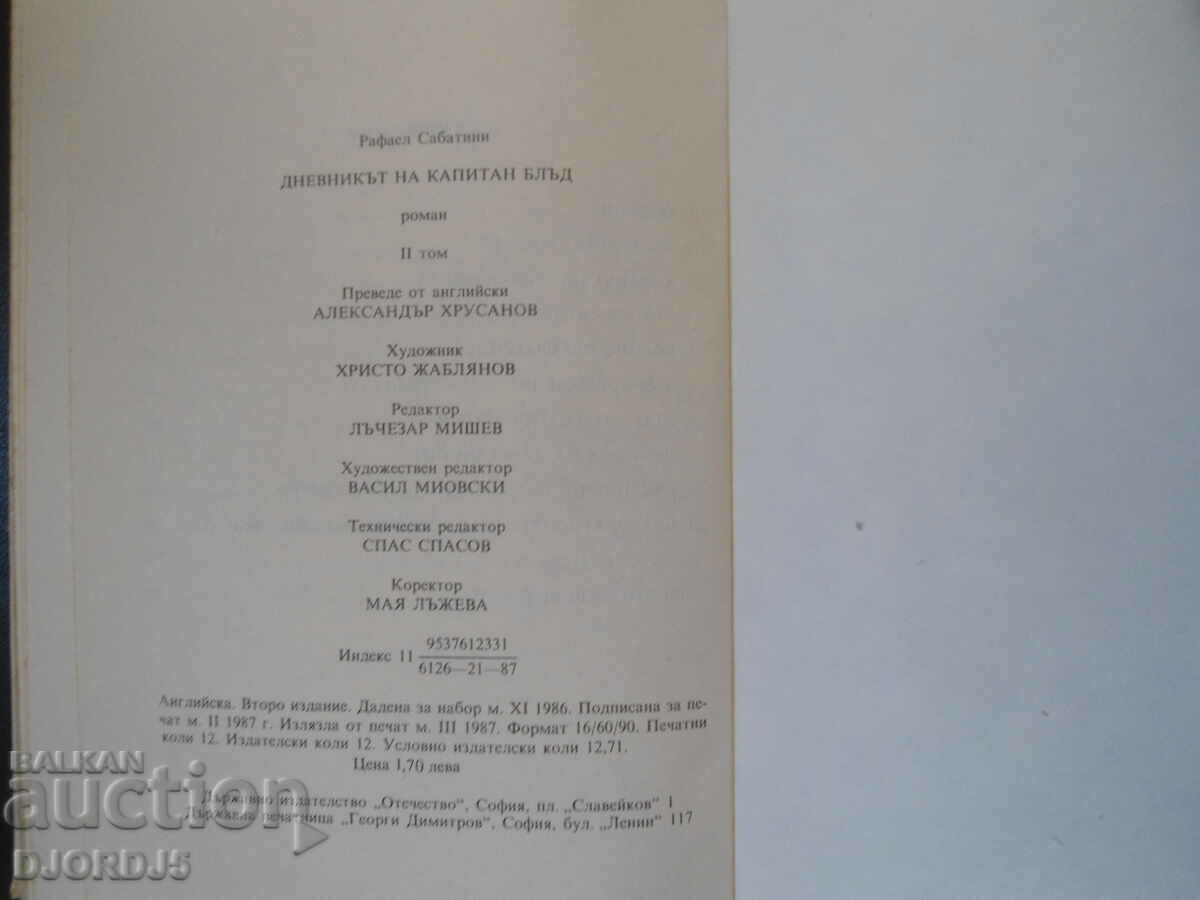 Рафаел Сабатини
ДНЕВНИКЪТ НА КАПИТАН БЛЪД
роман
II том
Преведе от английски
АЛЕКСАНДЪР ХРУСАНОВ
Художник
ХРИСТО ЖАБЛЯНОВ
Редактор
ЛЪЧЕЗАР МИШЕВ
Художествен редактор
ВАСИЛ МИОВСКИ
Технически редактор
СПАС СПАСОВ
Коректор
МАЯ ЛЪЖЕВА
9537612331
Индекс 11
6126—21—87
Английска. Второ издание. Дадена за набор м. XI 1986. Подписана за пе-
чат м. II 1987 г. Излязла от печат м. III 1987. Формат 16/60/90. Печатни
коли 12. Издателски коли 12. Условно издателски коли 12,71.
Цена 1,70 лева
Държавно издателство „Отечество", София, пл. „Славейков" 1
Държавна печатница „Георги Димитров", София, бул. „Ленин" 117
BALKAN
auction
DJORDJ5